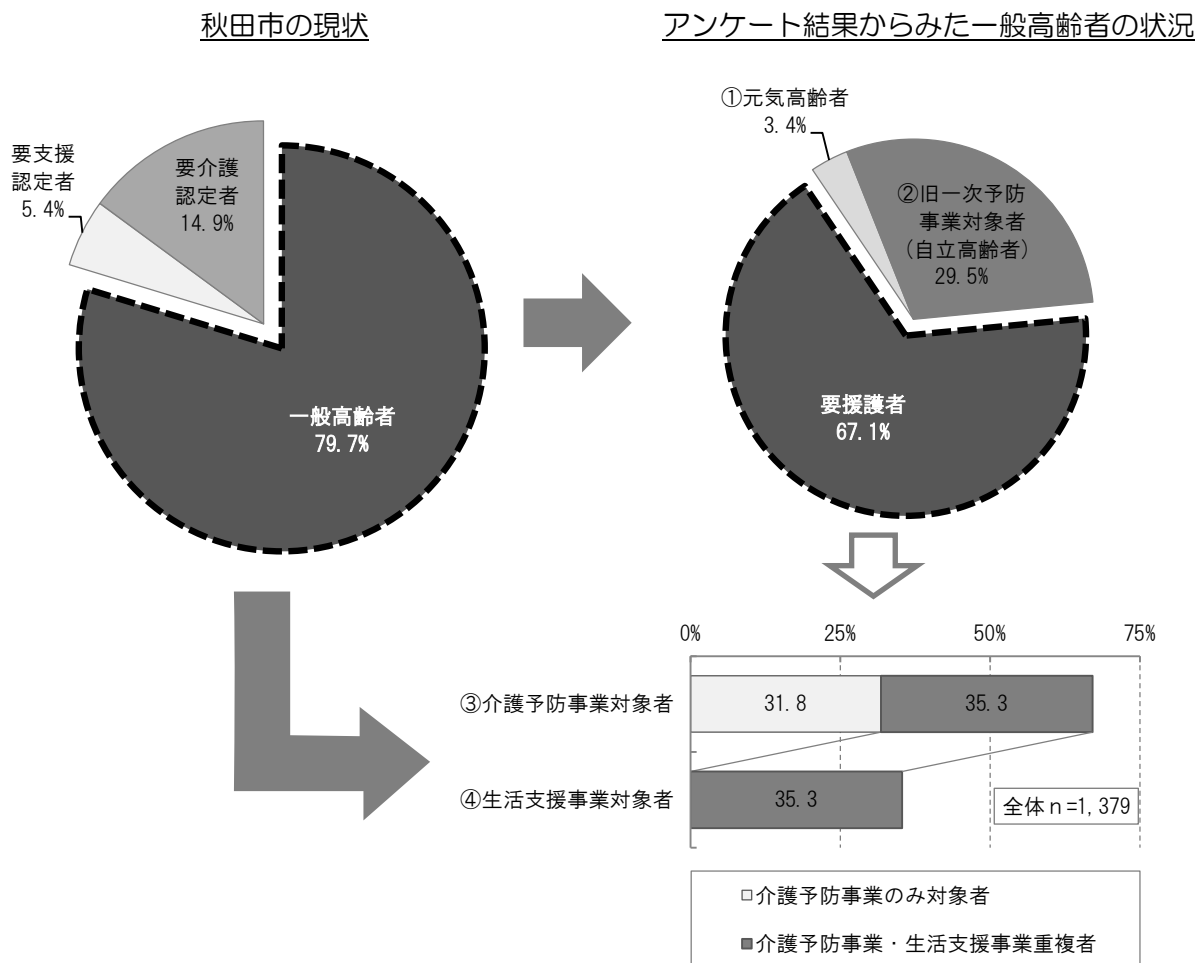 秋田市の現状
アンケート結果からみた一般高齢者の状況
要支援
認定者
5.4%
要介護
認定者
14.9%
一般高齢者
79.7%
①元気高齢者
3.4%
②旧一次予防
事業対象者
(自立高齢者)
29.5%
要援護者
67.1%
0%
25%
50%
75%
③介護予防事業対象者
31.8
35.3
④生活支援事業対象者
35.3
全体ｎ=1,379
□介護予防事業のみ対象者
■介護予防事業・生活支援事業重複者